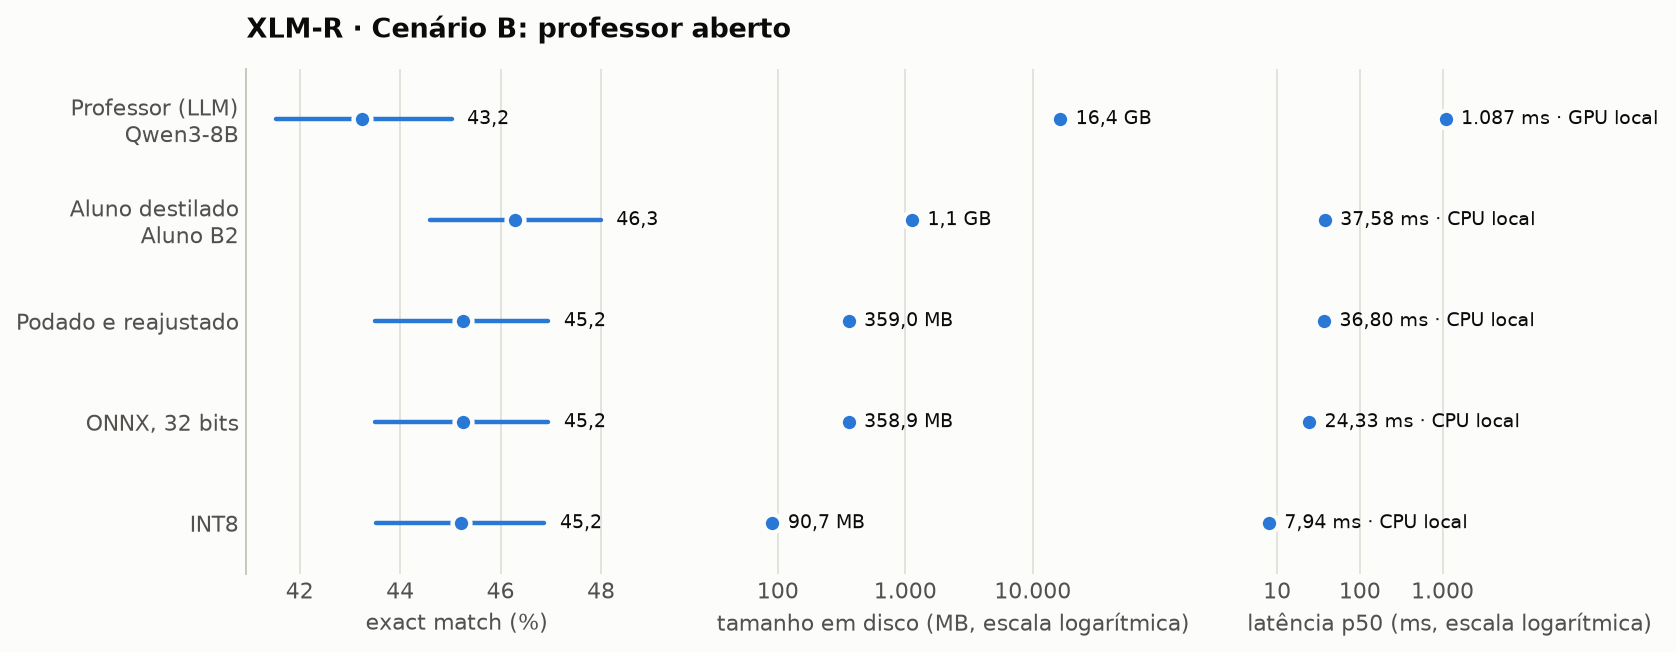 XLM-R · Cenário B: professor aberto
Professor (LLM)
Qwen3-8B
43,2
16,4 GB
1.087 ms · GPU local
Aluno destilado
Aluno B2
46,3
1,1 GB
37,58 ms · CPU local
Podado e reajustado
45,2
359,0 MB
36,80 ms · CPU local
ONNX, 32 bits
45,2
358,9 MB
24,33 ms · CPU local
INT8
45,2
90,7 MB
7,94 ms · CPU local
42 44 46 48
100 1.000 10.000
10 100 1.000
exact match (%)
tamanho em disco (MB, escala logarítmica)
latência p50 (ms, escala logarítmica)